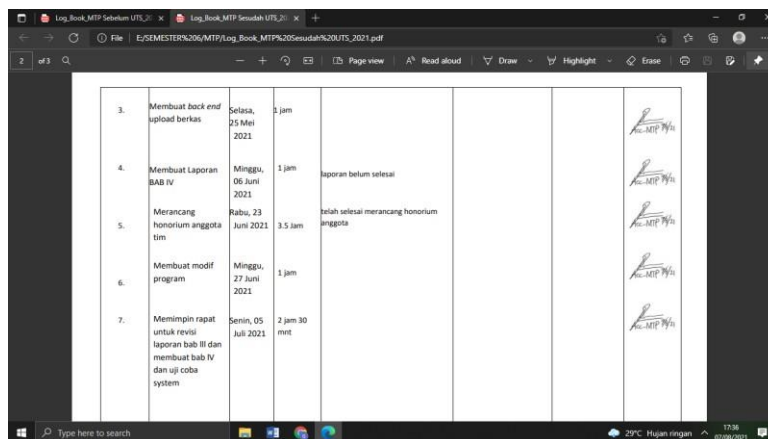 Log_Book_MTP Sebelum UTS_2
Log_Book_MTP Sesudah UTS_20
File
E:/SEMESTER%206/MTP/Log_Book_MTP%20Sesudah%20UTS_2021.pdf
2 of 3
Page view
Read aloud
Draw
Highlight
Erase
3.
Membuat back end
upload berkas
Selasa,
25 Mei
2021
1 jam
4.
Membuat Laporan
BAB IV
Minggu,
06 Juni
2021
1 jam
laporan belum selesai
5.
Merancang
honorium anggota
tim
Rabu, 23
Juni 2021
3.5 Jam
telah selesai merancang honorium
anggota
6.
Membuat modif
program
Minggu,
27 Juni
2021
1 jam
7.
Memimpin rapat
untuk revisi
laporan bab III dan
membuat bab IV
dan uji coba
system
Senin, 05
Juli 2021
2 jam 30
mnt
Type here to search
29°C Hujan ringan
17:36
07/08/2021